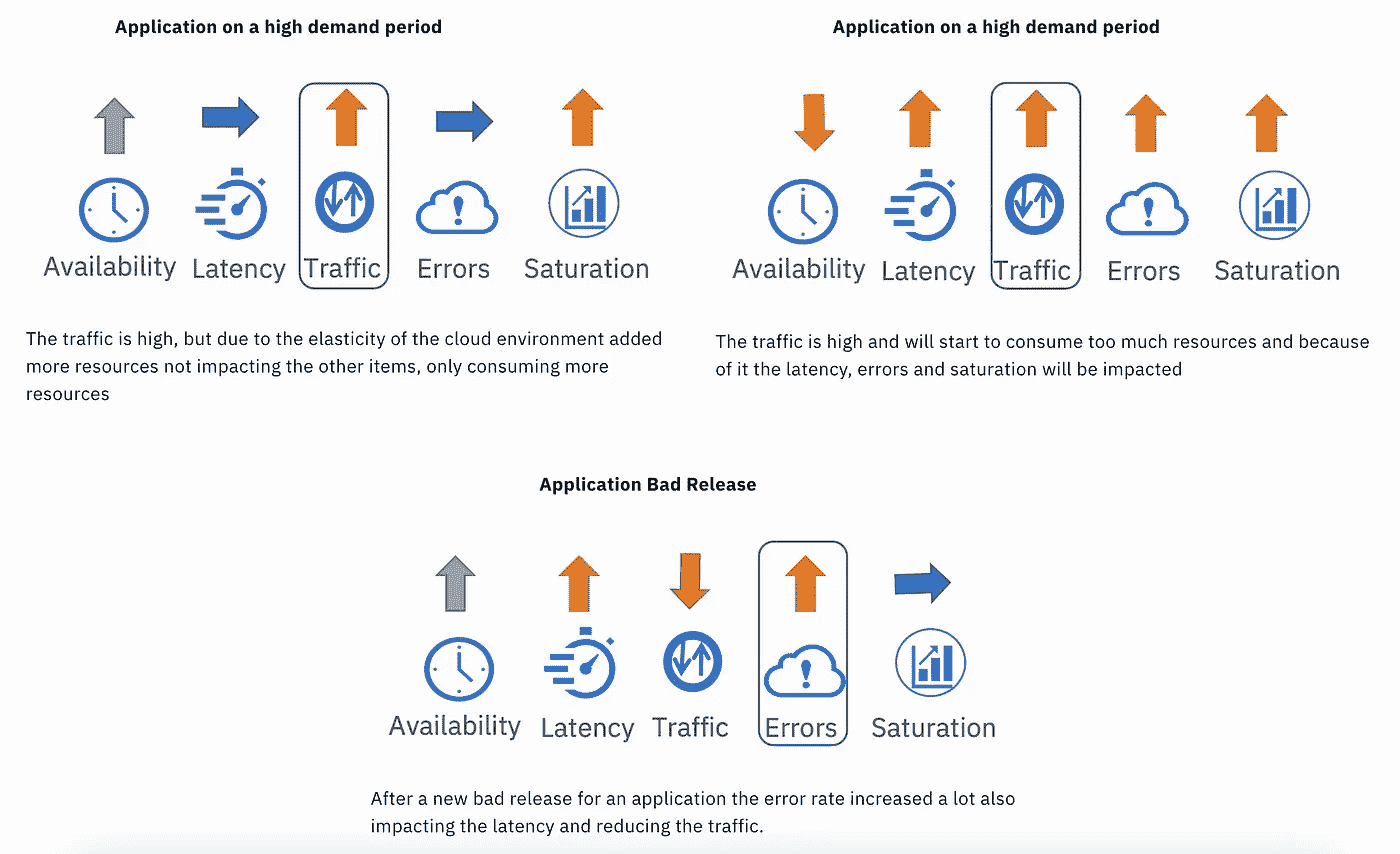 Application on a high demand period
Availability Latency Traffic Errors Saturation
The traffic is high, but due to the elasticity of the cloud environment added
more resources not impacting the other items, only consuming more
resources
Application on a high demand period
Availability Latency Traffic Errors Saturation
The traffic is high and will start to consume too much resources and because
of it the latency, errors and saturation will be impacted
Application Bad Release
Availability Latency Traffic Errors Saturation
After a new bad release for an application the error rate increased a lot also
impacting the latency and reducing the traffic.